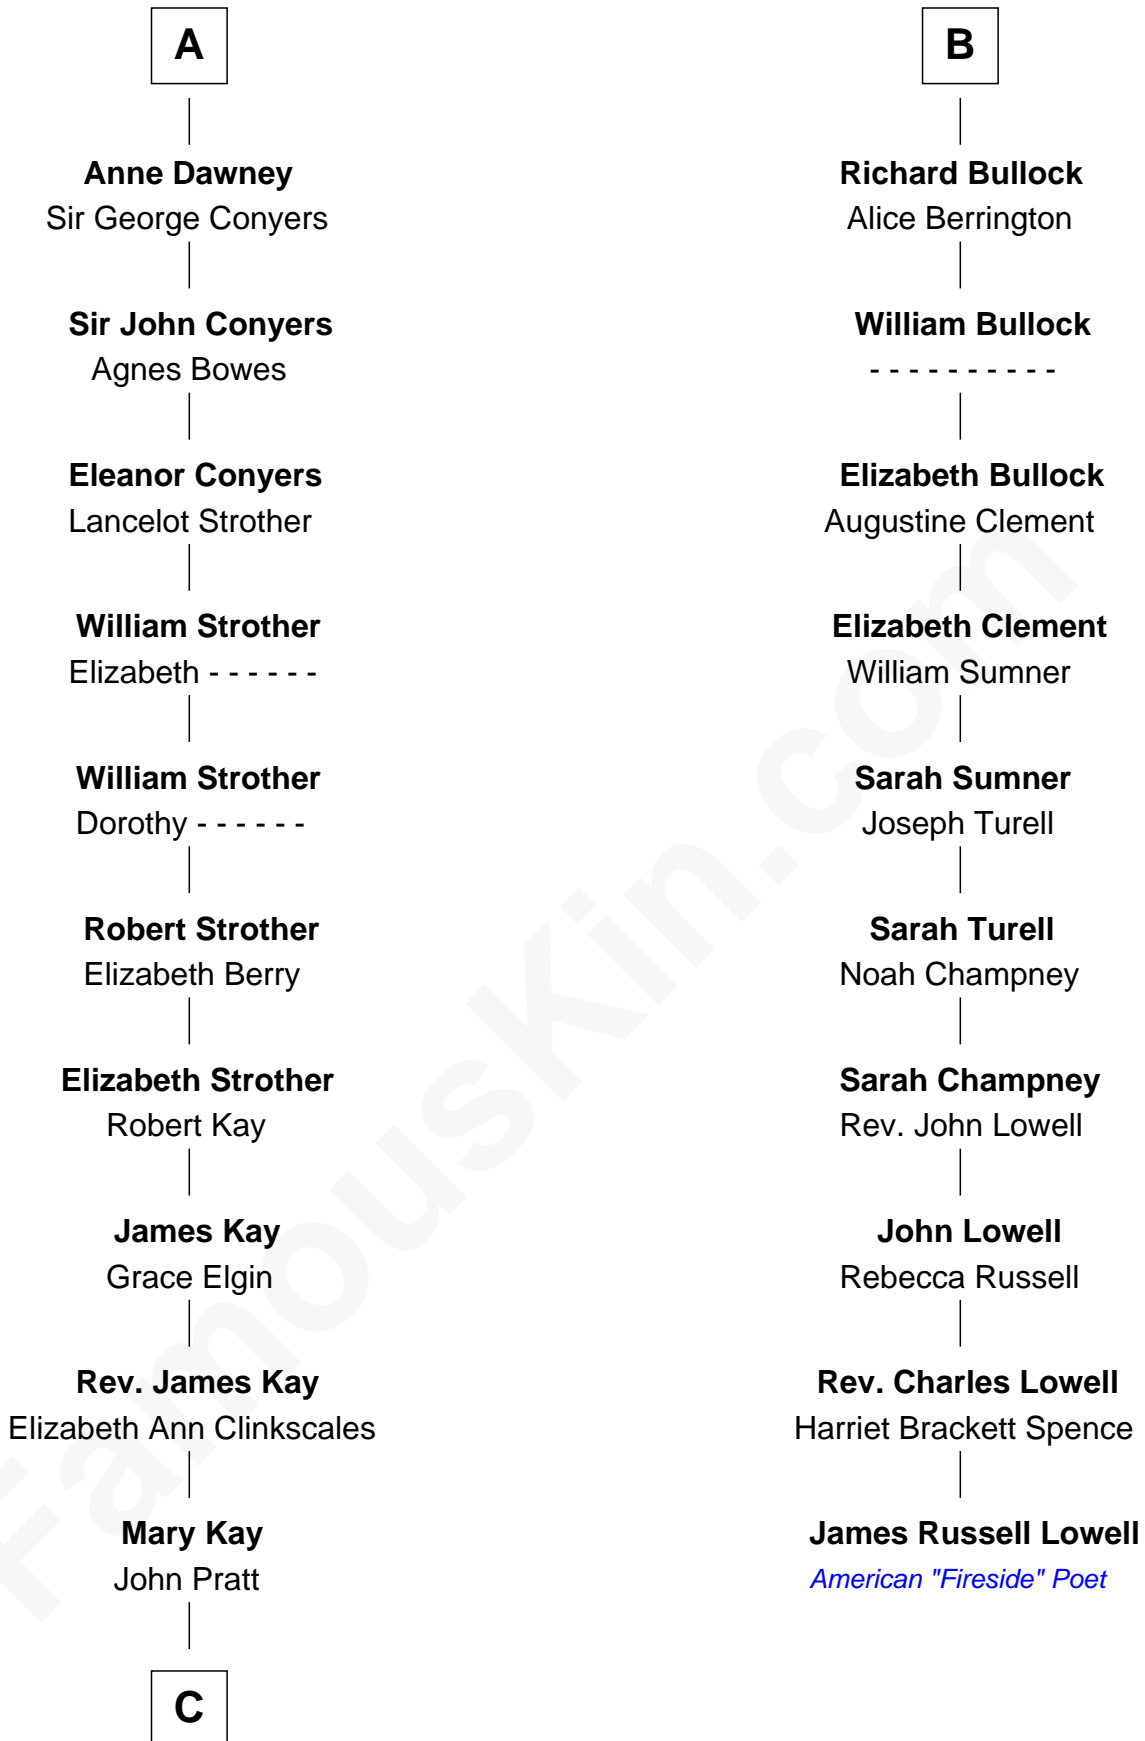 A
Anne Dawney
Sir George Conyers
Sir John Conyers
Agnes Bowes
Eleanor Conyers
Lancelot Strother
William Strother
Elizabeth - - - - - -
William Strother
Dorothy - - - - - -
Robert Strother
Elizabeth Berry
Elizabeth Strother
Robert Kay
James Kay
Grace Elgin
Rev. James Kay
Elizabeth Ann Clinkscales
Mary Kay
John Pratt
C
B
Richard Bullock
Alice Berrington
William Bullock
- - - - - - - - - -
Elizabeth Bullock
Augustine Clement
Elizabeth Clement
William Sumner
Sarah Sumner
Joseph Turell
Sarah Turell
Noah Champney
Sarah Champney
Rev. John Lowell
John Lowell
Rebecca Russell
Rev. Charles Lowell
Harriet Brackett Spence
James Russell Lowell
American "Fireside" Poet
FamousKin.com